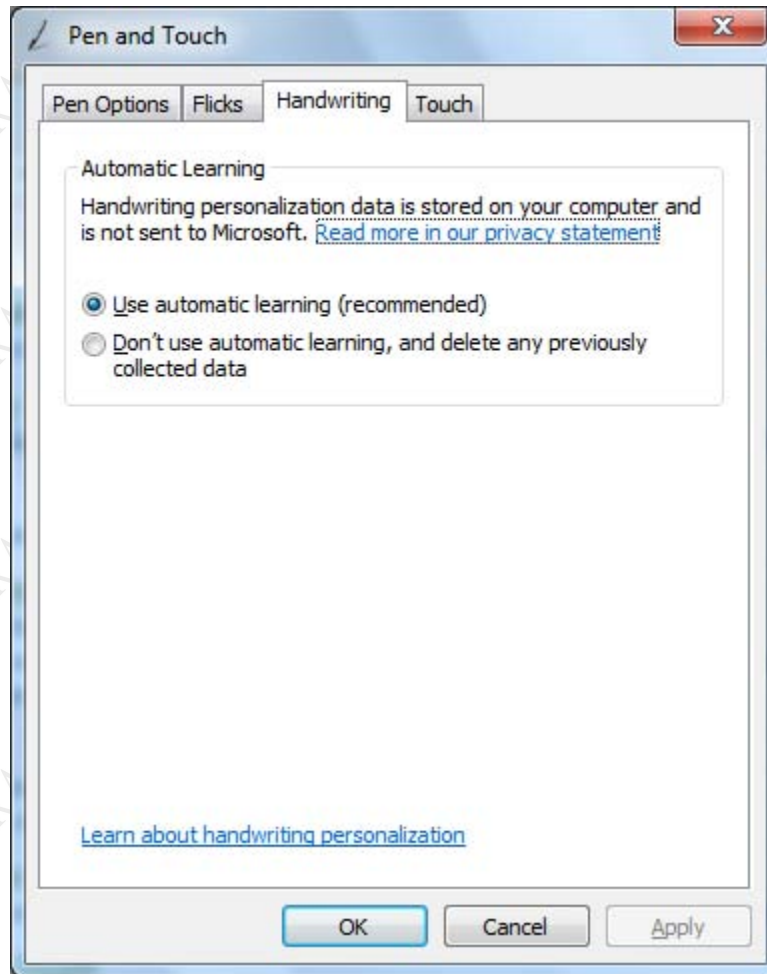 Pen and Touch
Pen Options Flicks Handwriting Touch
Automatic Learning
Handwriting personalization data is stored on your computer and
is not sent to Microsoft. Read more in our privacy statement
Use automatic learning (recommended)
Don't use automatic learning, and delete any previously
collected data
Learn about handwriting personalization
OK Cancel Apply